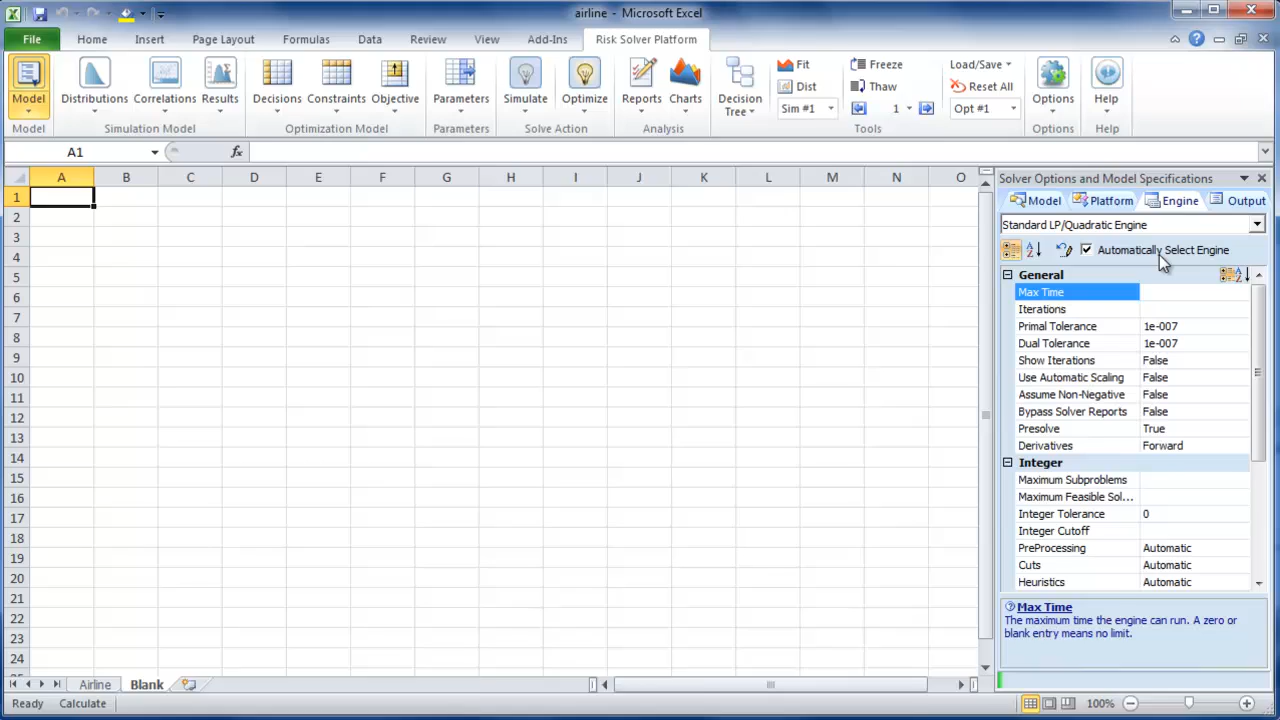 airline - Microsoft Excel
File Home Insert Page Layout Formulas Data Review View Add-Ins Risk Solver Platform
Model Distributions Correlations Results Decisions Constraints Objective Parameters Simulate Optimize Reports Charts Decision Tree Options Help
Fit Freeze Load/Save
Dist Thaw Reset All
Sim #1 1 Opt #1
Model Simulation Model Optimization Model Parameters Solve Action Analysis Tools Options Help
A1 fx
A B C D E F G H I J K L M N O
1
2
3
4
5
6
7
8
9
10
11
12
13
14
15
16
17
18
19
20
21
22
23
24
Solver Options and Model Specifications
Model Platform Engine Output
Standard LP/Quadratic Engine
Automatically Select Engine
General
Max Time
Iterations
Primal Tolerance 1e-007
Dual Tolerance 1e-007
Show Iterations False
Use Automatic Scaling False
Assume Non-Negative False
Bypass Solver Reports False
Presolve True
Derivatives Forward
Integer
Maximum Subproblems
Maximum Feasible Sol...
Integer Tolerance 0
Integer Cutoff
PreProcessing Automatic
Cuts Automatic
Heuristics Automatic
Max Time
The maximum time the engine can run. A zero or
blank entry means no limit.
Airline Blank
Ready Calculate 100%